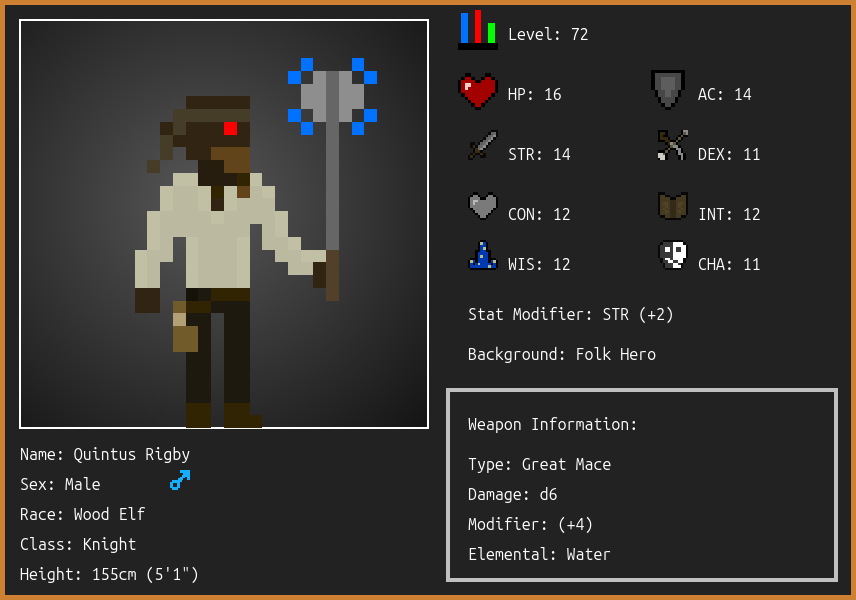 Level: 72
HP: 16
AC: 14
STR: 14
DEX: 11
CON: 12
INT: 12
WIS: 12
CHA: 11
Stat Modifier: STR (+2)
Background: Folk Hero
Weapon Information:
Type: Great Mace
Damage: d6
Modifier: (+4)
Elemental: Water
Name: Quintus Rigby
Sex: Male
Race: Wood Elf
Class: Knight
Height: 155cm (5'1")